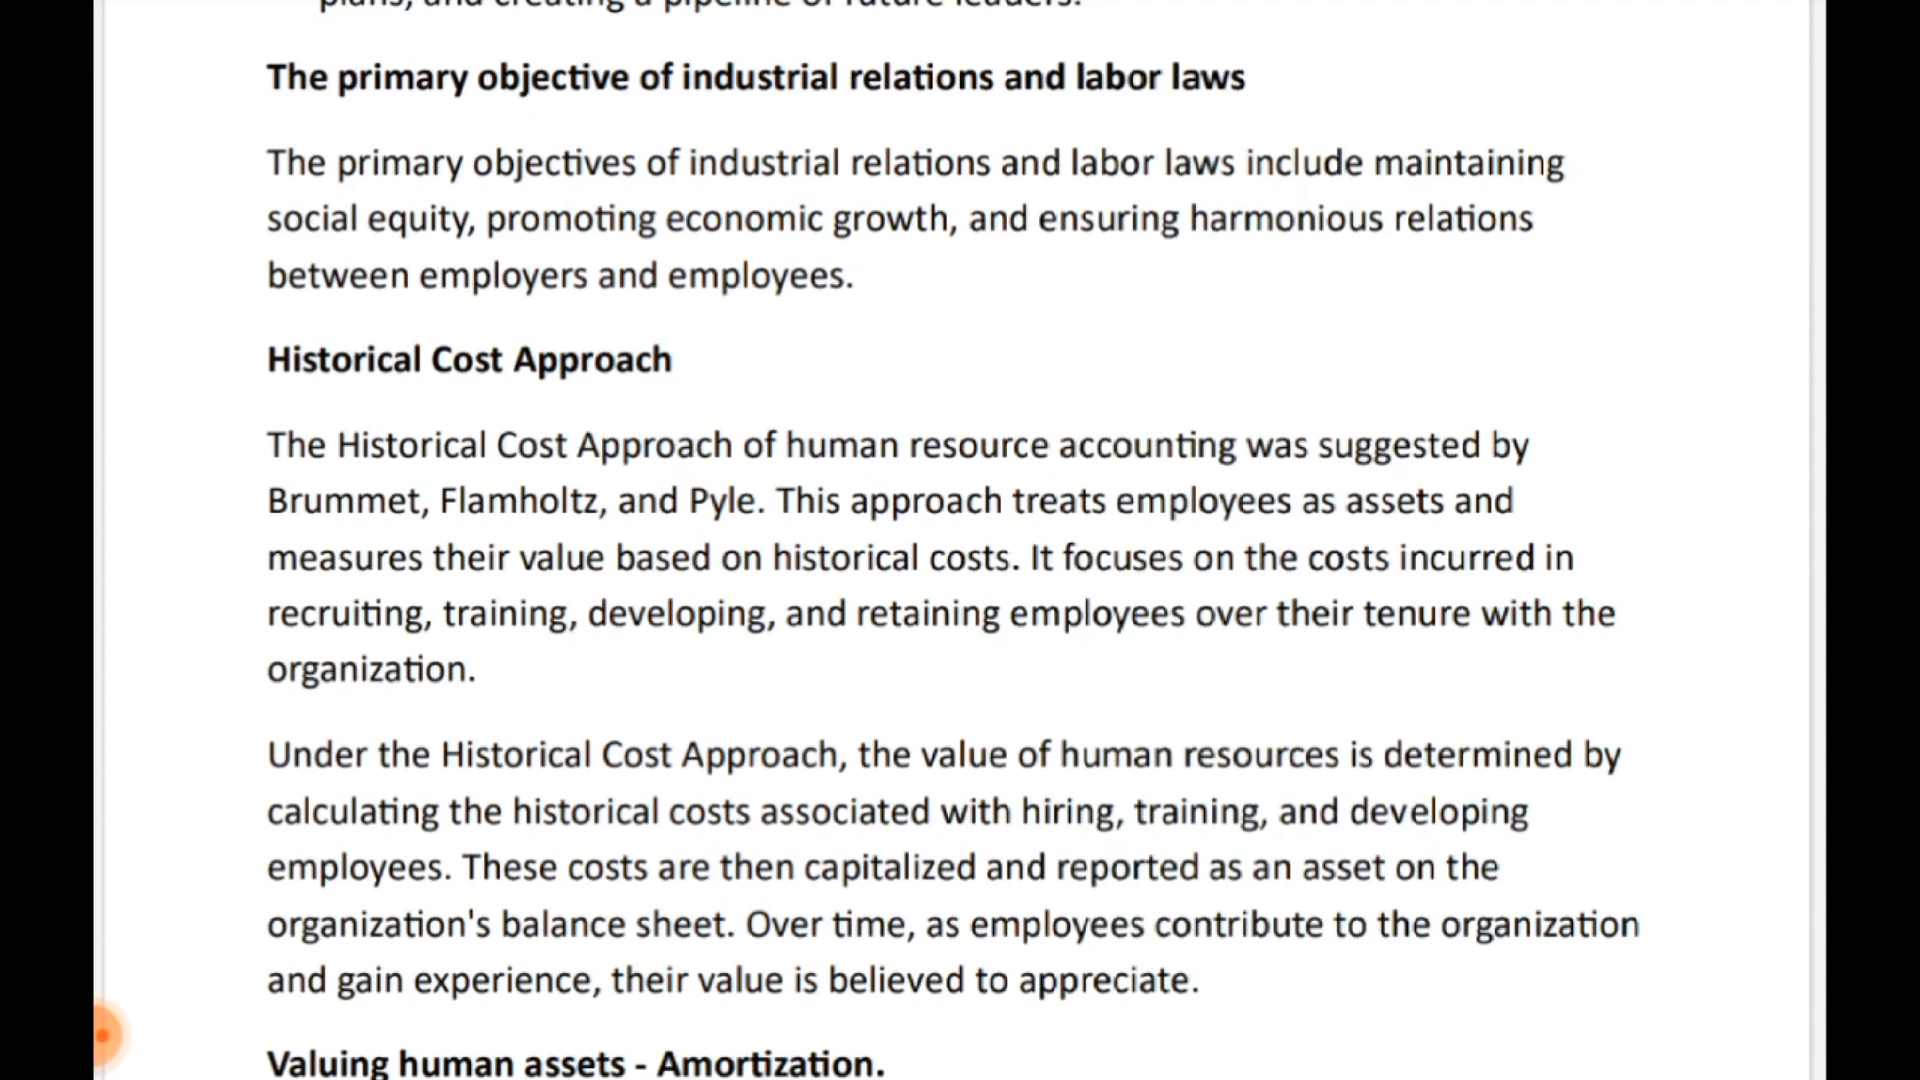 plans, and creating a pipeline of future leaders.
The primary objective of industrial relations and labor laws
The primary objectives of industrial relations and labor laws include maintaining
social equity, promoting economic growth, and ensuring harmonious relations
between employers and employees.
Historical Cost Approach
The Historical Cost Approach of human resource accounting was suggested by
Brummet, Flamholtz, and Pyle. This approach treats employees as assets and
measures their value based on historical costs. It focuses on the costs incurred in
recruiting, training, developing, and retaining employees over their tenure with the
organization.
Under the Historical Cost Approach, the value of human resources is determined by
calculating the historical costs associated with hiring, training, and developing
employees. These costs are then capitalized and reported as an asset on the
organization's balance sheet. Over time, as employees contribute to the organization
and gain experience, their value is believed to appreciate.
Valuing human assets - Amortization.